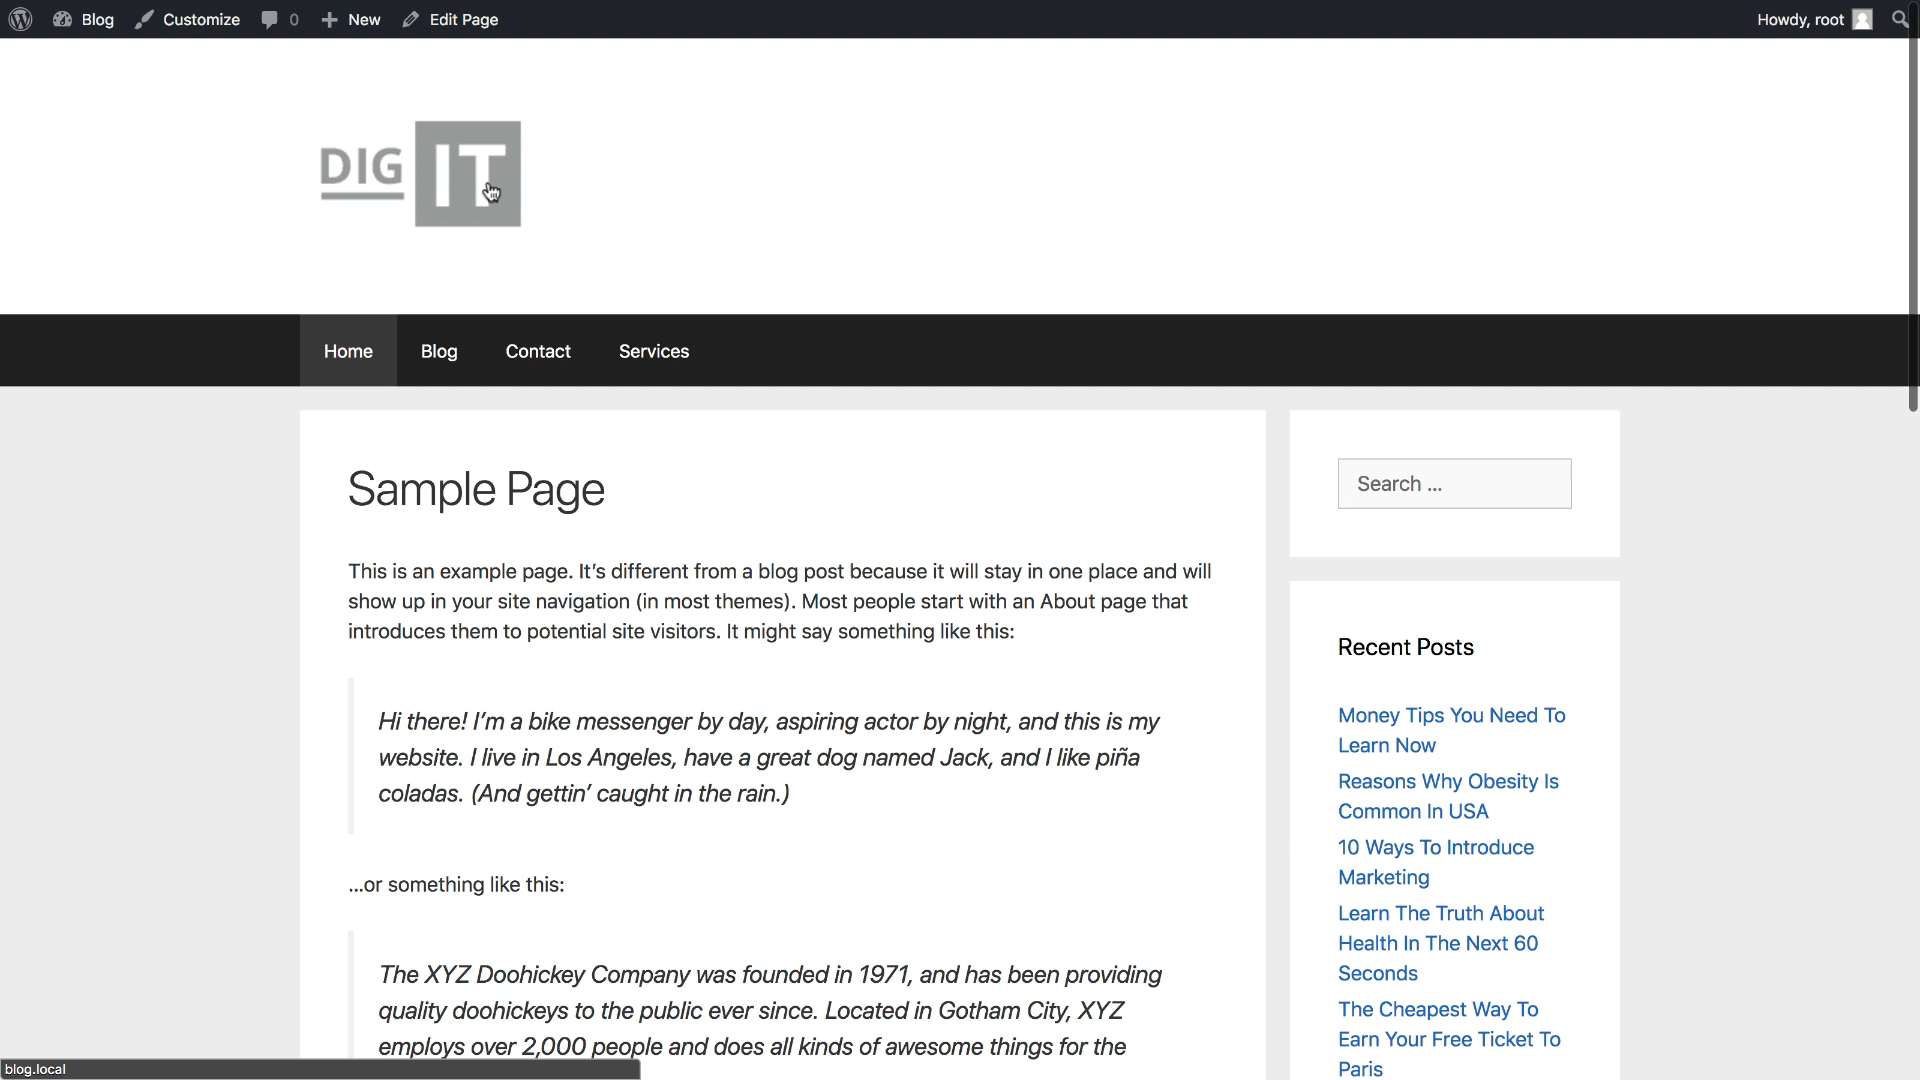 Blog Customize 0 New Edit Page Howdy, root
DIG IT
Home Blog Contact Services
Sample Page
This is an example page. It’s different from a blog post because it will stay in one place and will
show up in your site navigation (in most themes). Most people start with an About page that
introduces them to potential site visitors. It might say something like this:
Hi there! I’m a bike messenger by day, aspiring actor by night, and this is my
website. I live in Los Angeles, have a great dog named Jack, and I like piña
coladas. (And gettin’ caught in the rain.)
…or something like this:
The XYZ Doohickey Company was founded in 1971, and has been providing
quality doohickeys to the public ever since. Located in Gotham City, XYZ
employs over 2,000 people and does all kinds of awesome things for the
Search ...
Recent Posts
Money Tips You Need To
Learn Now
Reasons Why Obesity Is
Common In USA
10 Ways To Introduce
Marketing
Learn The Truth About
Health In The Next 60
Seconds
The Cheapest Way To
Earn Your Free Ticket To
Paris
blog.local